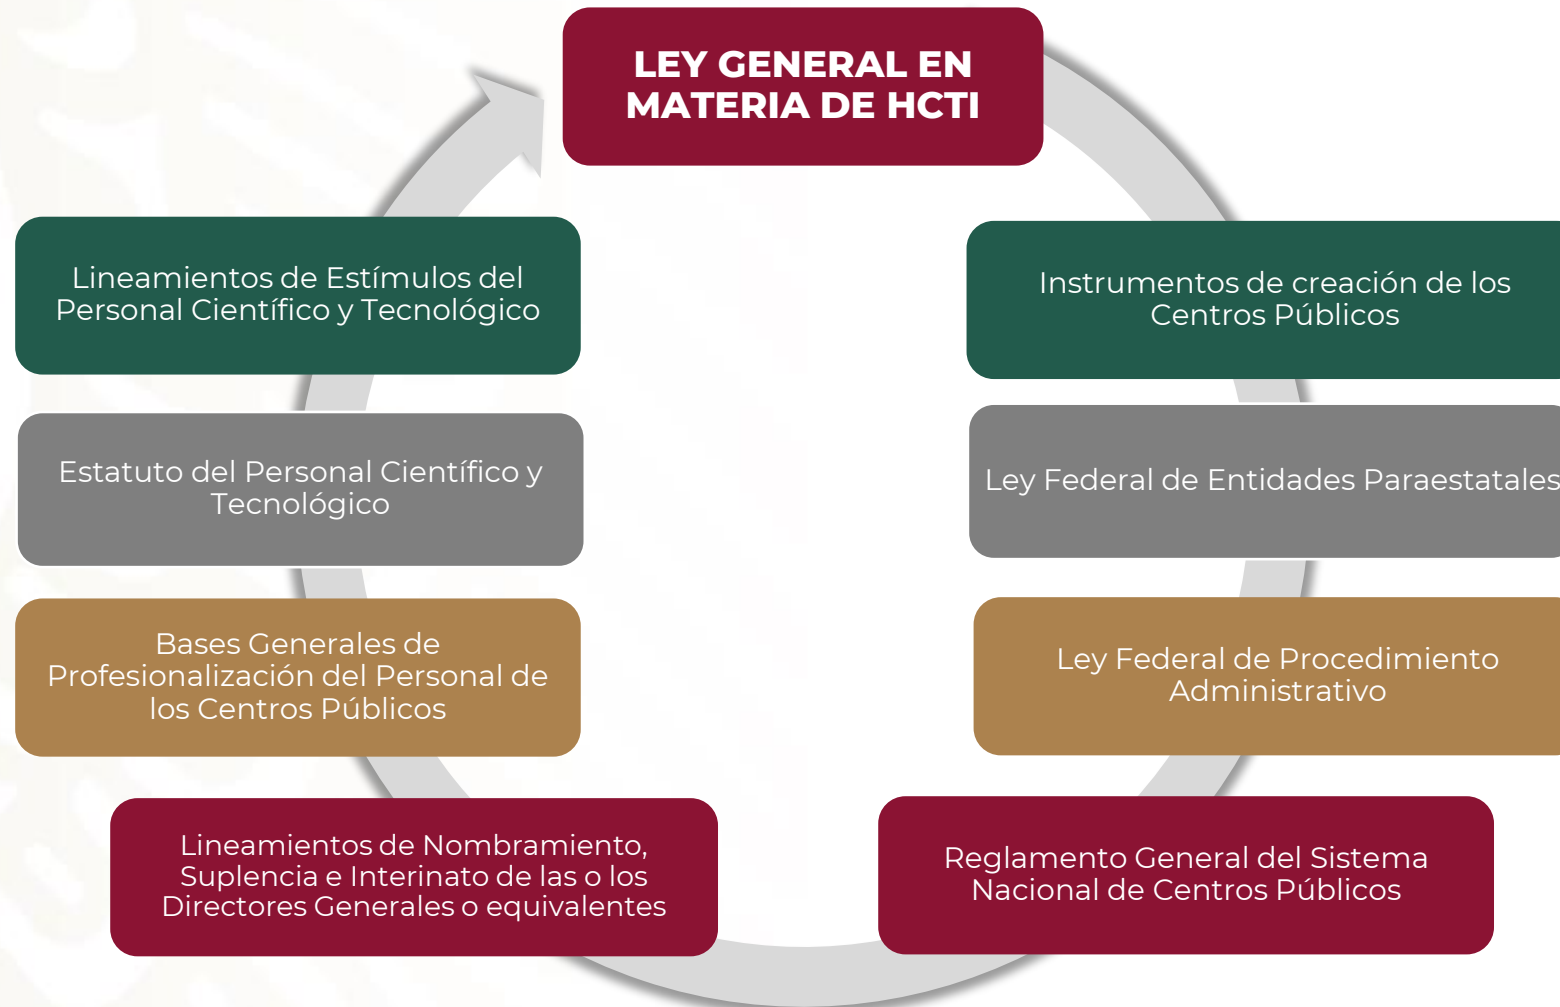 LEY GENERAL EN
MATERIA DE HCTI
Lineamientos de Estímulos del
Personal Científico y Tecnológico
Instrumentos de creación de los
Centros Públicos
Estatuto del Personal Científico y
Tecnológico
Ley Federal de Entidades Paraestatales
Bases Generales de
Profesionalización del Personal de
los Centros Públicos
Ley Federal de Procedimiento
Administrativo
Lineamientos de Nombramiento,
Suplencia e Interinato de las o los
Directores Generales o equivalentes
Reglamento General del Sistema
Nacional de Centros Públicos